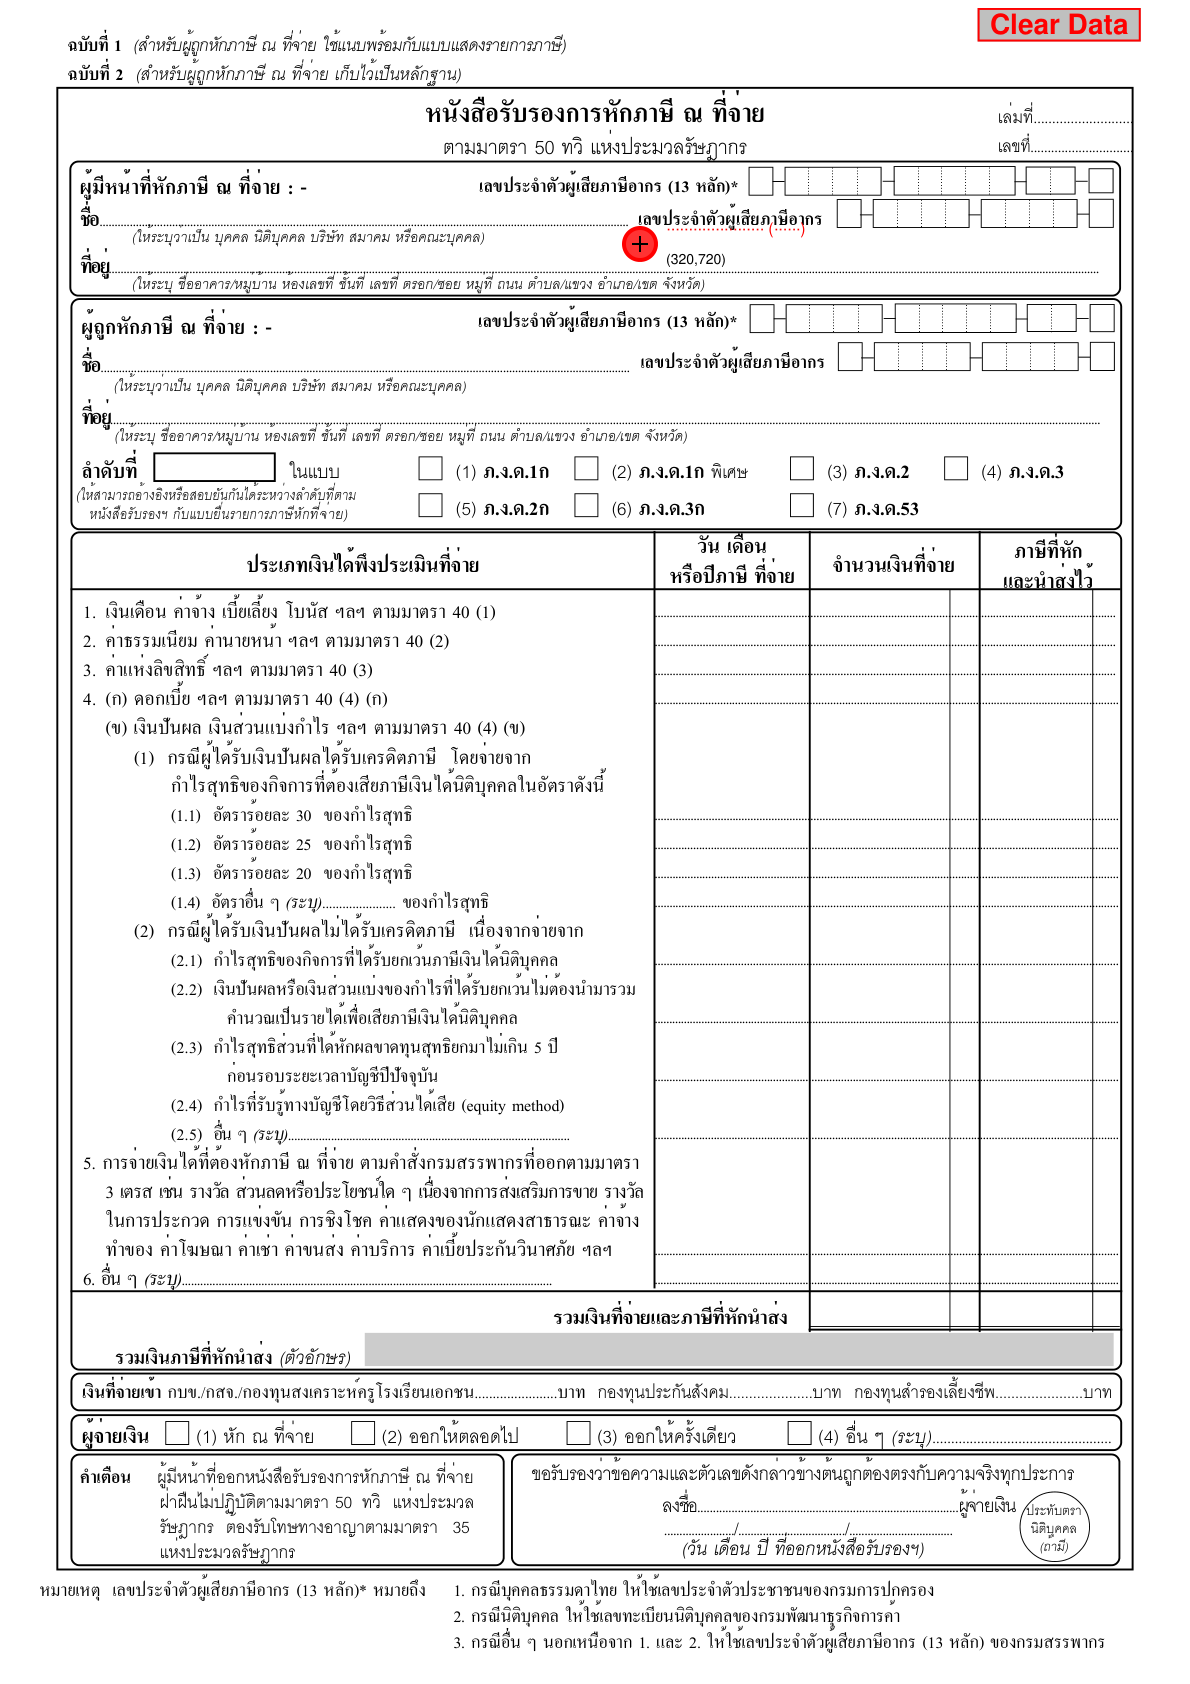 Clear Data
ฉบับที่ 1 (สำหรับผู้ถูกหักภาษี ณ ที่จ่าย ใช้แนบพร้อมกับแบบแสดงรายการภาษี)
ฉบับที่ 2 (สำหรับผู้ถูกหักภาษี ณ ที่จ่าย เก็บไว้เป็นหลักฐาน)
หนังสือรับรองการหักภาษี ณ ที่จ่าย
เล่มที่..........................
ตามมาตรา 50 ทวิ แห่งประมวลรัษฎากร
เลขที่..........................
ผู้มีหน้าที่หักภาษี ณ ที่จ่าย : -
เลขประจำตัวผู้เสียภาษีอากร (13 หลัก)*
ชื่อ..........................
เลขประจำตัวผู้เสียภาษีอากร
(ให้ระบุว่าเป็น บุคคล นิติบุคคล บริษัท สมาคม หรือคณะบุคคล)
(320,720)
ที่อยู่..........................
(ให้ระบุ ชื่ออาคาร/หมู่บ้าน ห้องเลขที่ ชั้นที่ เลขที่ ตรอก/ซอย หมู่ที่ ถนน ตำบล/แขวง อำเภอ/เขต จังหวัด)
ผู้ถูกหักภาษี ณ ที่จ่าย : -
เลขประจำตัวผู้เสียภาษีอากร (13 หลัก)*
ชื่อ..........................
เลขประจำตัวผู้เสียภาษีอากร
(ให้ระบุว่าเป็น บุคคล นิติบุคคล บริษัท สมาคม หรือคณะบุคคล)
ที่อยู่..........................
(ให้ระบุ ชื่ออาคาร/หมู่บ้าน ห้องเลขที่ ชั้นที่ เลขที่ ตรอก/ซอย หมู่ที่ ถนน ตำบล/แขวง อำเภอ/เขต จังหวัด)
ลำดับที่ ในแบบ
(1) ภ.ง.ด.1ก (2) ภ.ง.ด.1ก พิเศษ (3) ภ.ง.ด.2 (4) ภ.ง.ด.3
(ให้สามารถอ้างอิงหรือสอบยันกันได้ระหว่างลำดับที่ตาม
หนังสือรับรองฯ กับแบบยื่นรายการภาษีหักที่จ่าย)
(5) ภ.ง.ด.2ก (6) ภ.ง.ด.3ก (7) ภ.ง.ด.53
ประเภทเงินได้พึงประเมินที่จ่าย
วัน เดือน
หรือปีภาษี ที่จ่าย
จำนวนเงินที่จ่าย
ภาษีที่หัก
และนำส่งไว้
1. เงินเดือน ค่าจ้าง เบี้ยเลี้ยง โบนัส ฯลฯ ตามมาตรา 40 (1)
2. ค่าธรรมเนียม ค่านายหน้า ฯลฯ ตามมาตรา 40 (2)
3. ค่าแห่งลิขสิทธิ์ ฯลฯ ตามมาตรา 40 (3)
4. (ก) ดอกเบี้ย ฯลฯ ตามมาตรา 40 (4) (ก)
(ข) เงินปันผล เงินส่วนแบ่งกำไร ฯลฯ ตามมาตรา 40 (4) (ข)
(1) กรณีผู้ได้รับเงินปันผลได้รับเครดิตภาษี โดยจ่ายจาก
กำไรสุทธิของกิจการที่ต้องเสียภาษีเงินได้นิติบุคคลในอัตราดังนี้
(1.1) อัตราร้อยละ 30 ของกำไรสุทธิ
(1.2) อัตราร้อยละ 25 ของกำไรสุทธิ
(1.3) อัตราร้อยละ 20 ของกำไรสุทธิ
(1.4) อัตราอื่น ๆ (ระบุ)...................... ของกำไรสุทธิ
(2) กรณีผู้ได้รับเงินปันผลไม่ได้รับเครดิตภาษี เนื่องจากจ่ายจาก
(2.1) กำไรสุทธิของกิจการที่ได้รับยกเว้นภาษีเงินได้นิติบุคคล
(2.2) เงินปันผลหรือเงินส่วนแบ่งของกำไรที่ได้รับยกเว้นไม่ต้องนำมารวม
คำนวณเป็นรายได้เพื่อเสียภาษีเงินได้นิติบุคคล
(2.3) กำไรสุทธิส่วนที่ได้หักผลขาดทุนสุทธิยกมาไม่เกิน 5 ปี
ก่อนรอบระยะเวลาบัญชีปีปัจจุบัน
(2.4) กำไรที่รับรู้ทางบัญชีโดยวิธีส่วนได้เสีย (equity method)
(2.5) อื่น ๆ (ระบุ)..........................
5. การจ่ายเงินได้ที่ต้องหักภาษี ณ ที่จ่าย ตามคำสั่งกรมสรรพากรที่ออกตามมาตรา
3 เตรส เช่น รางวัล ส่วนลดหรือประโยชน์ใด ๆ เนื่องจากการส่งเสริมการขาย รางวัล
ในการประกวด การแข่งขัน การชิงโชค ค่าแสดงของนักแสดงสาธารณะ ค่าจ้าง
ทำของ ค่าโฆษณา ค่าเช่า ค่าขนส่ง ค่าบริการ ค่าเบี้ยประกันวินาศภัย ฯลฯ
6. อื่น ๆ (ระบุ)..........................
รวมเงินที่จ่ายและภาษีที่หักนำส่ง
รวมเงินภาษีที่หักนำส่ง (ตัวอักษร)
เงินที่จ่ายเข้า กบข./กสจ./กองทุนสงเคราะห์ครูโรงเรียนเอกชน....................บาท กองทุนประกันสังคม....................บาท กองทุนสำรองเลี้ยงชีพ.....................บาท
ผู้จ่ายเงิน (1) หัก ณ ที่จ่าย (2) ออกให้ตลอดไป (3) ออกให้ครั้งเดียว (4) อื่น ๆ (ระบุ)..........................
คำเตือน ผู้มีหน้าที่ออกหนังสือรับรองการหักภาษี ณ ที่จ่าย
ฝ่าฝืนไม่ปฏิบัติตามมาตรา 50 ทวิ แห่งประมวล
รัษฎากร ต้องรับโทษทางอาญาตามมาตรา 35
แห่งประมวลรัษฎากร
ขอรับรองว่าข้อความและตัวเลขดังกล่าวข้างต้นถูกต้องตรงกับความจริงทุกประการ
ลงชื่อ..........................ผู้จ่ายเงิน
................../........................../..........................
(วัน เดือน ปี ที่ออกหนังสือรับรองฯ)
ประทับตรา
นิติบุคคล
(ถ้ามี)
หมายเหตุ เลขประจำตัวผู้เสียภาษีอากร (13 หลัก)* หมายถึง
1. กรณีบุคคลธรรมดาไทย ให้ใช้เลขประจำตัวประชาชนของกรมการปกครอง
2. กรณีนิติบุคคล ให้ใช้เลขทะเบียนนิติบุคคลของกรมพัฒนาธุรกิจการค้า
3. กรณีอื่น ๆ นอกเหนือจาก 1. และ 2. ให้ใช้เลขประจำตัวผู้เสียภาษีอากร (13 หลัก) ของกรมสรรพากร